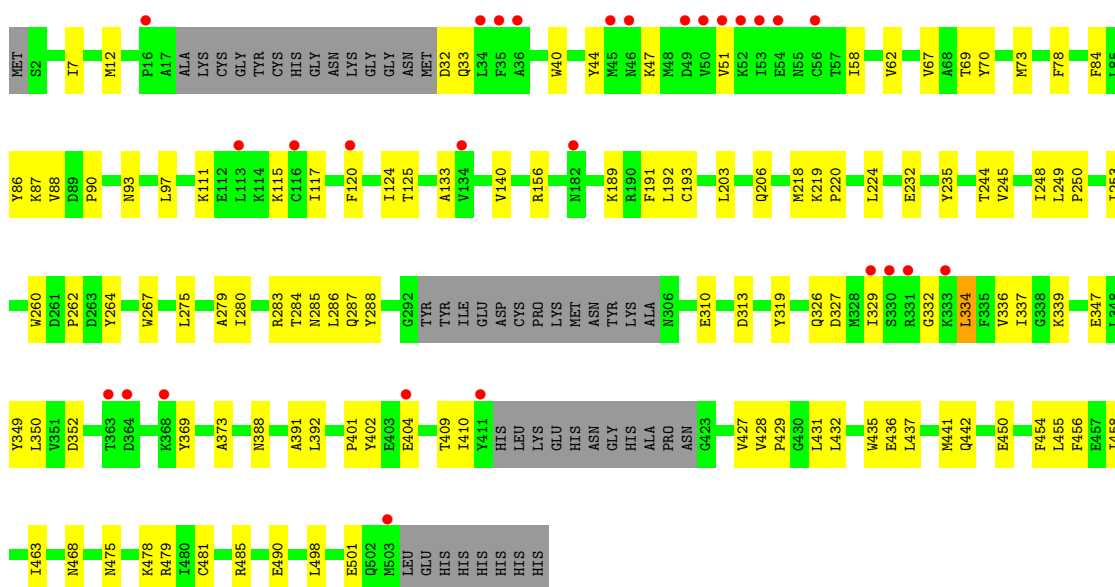 MET S2 I7 M12 P16 A17 ALA LYS CYS GLY TYR CYS HIS GLY ASN LYS GLY GLY ASN MET D32 Q33 L34 F35 A36 W40 Y44 M45 N46 K47 M48 D49 V50 V51 K52 I53 E54 N55 C56 T57 I58 V62 V67 A68 T69 Y70 M73 F78 F84 L85
Y86 K87 V88 D89 P90 N93 L97 K111 E112 L113 K114 K115 C116 I117 F120 I124 T125 A133 V134 V140 R156 N182 K189 R190 F191 L192 C193 L203 Q206 M218 K219 P220 L224 E232 Y235 T244 V245 I248 L249 P250
W260 D261 P262 D263 Y264 W267 L275 A279 I280 R283 T284 N285 L286 Q287 Y288 G292 TYR TYR ILE GLU ASP CYS PRO LYS MET ASN TYR LYS ALA N306 E310 D313 Y319 Q326 D327 M328 I329 S330 R331 G332 K333 L334 F335 V336 I337 G338 K339 E347 L348
Y349 L350 V351 D352 T363 D364 K368 Y369 A373 N388 A391 L392 P401 Y402 E403 E404 T409 I410 Y411 HIS LEU LYS GLU HIS ASN GLY HIS ALA PRO ASN G423 V427 V428 P429 G430 L431 L432 W435 E436 L437 M441 Q442 E450 F454 L455 F456 E457 I458
I463 N468 N475 K478 R479 I480 C481 R485 E490 L498 E501 Q502 M503 LEU GLU HIS HIS HIS HIS HIS HIS